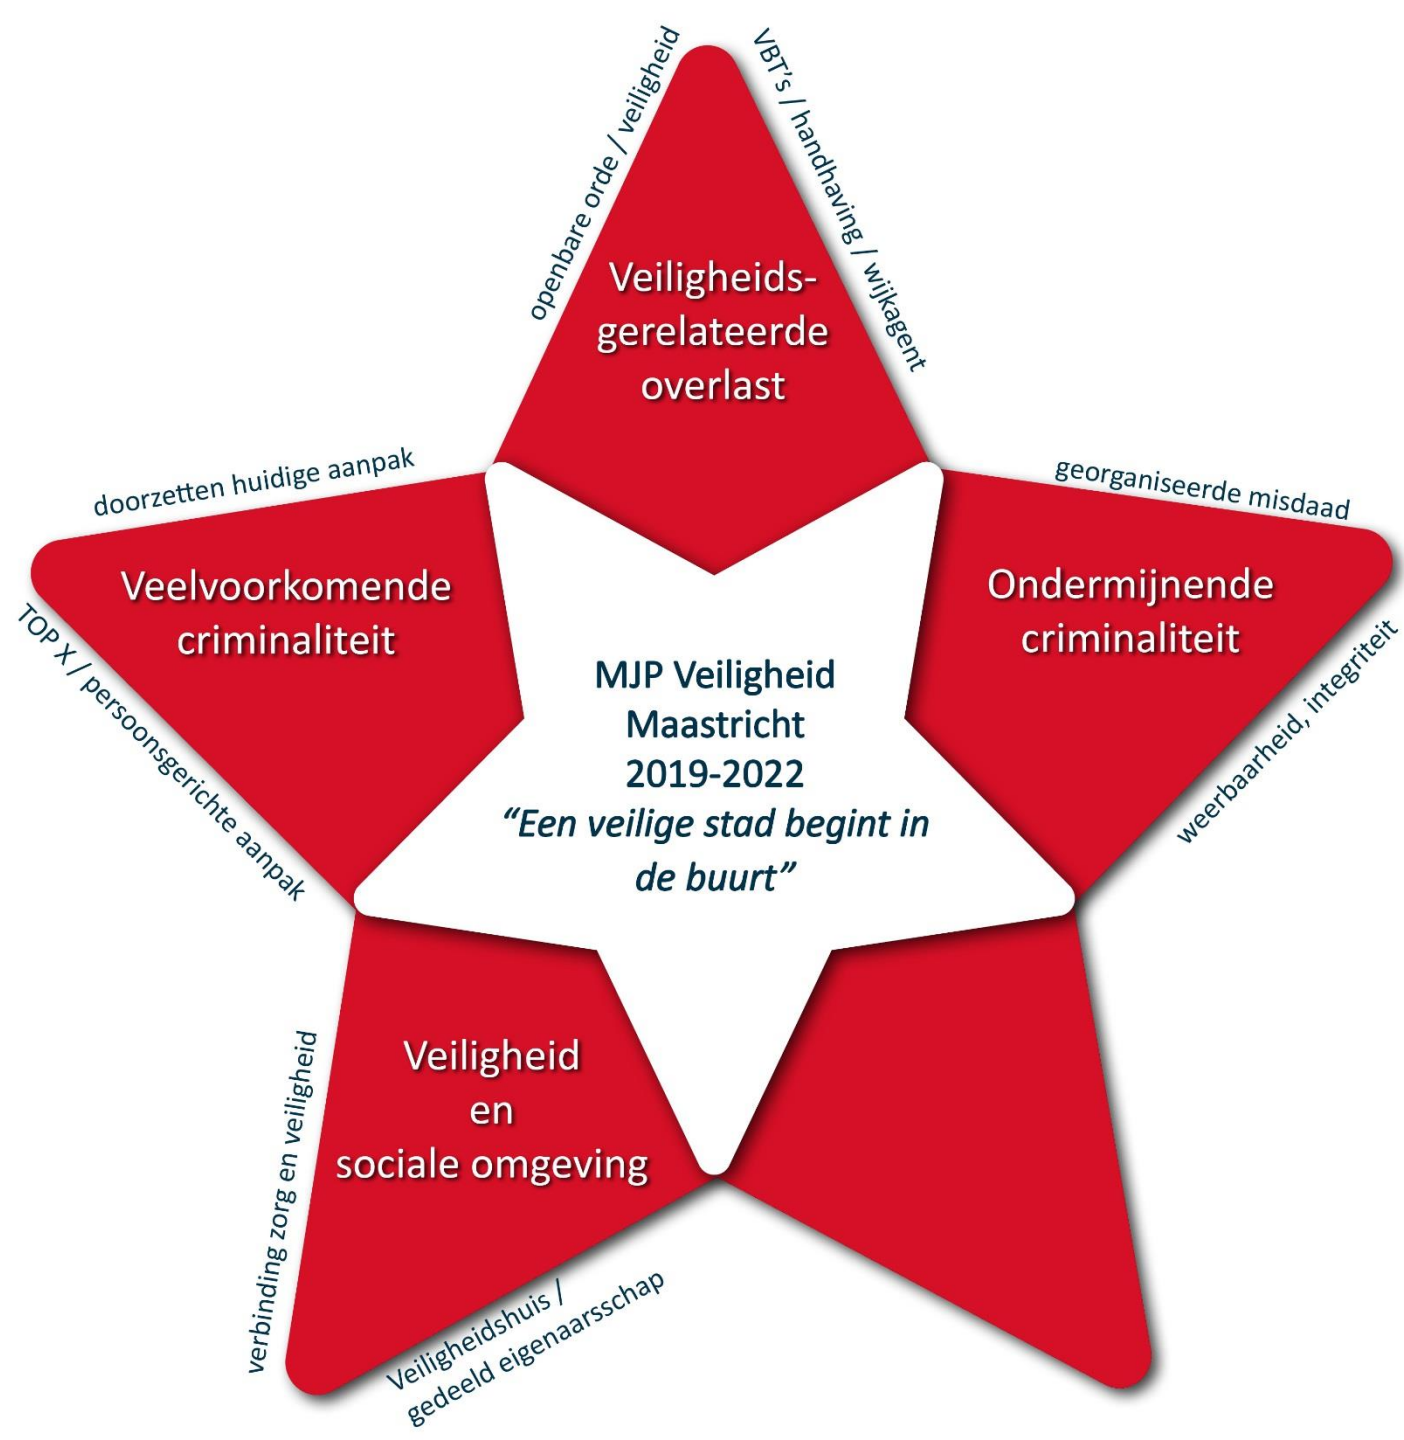 openbare orde / veiligheid
VBT's / handhaving / wijkagent
Veiligheids-
gerelateerde
overlast
doorzetten huidige aanpak
georganiseerde misdaad
Veelvoorkomende
criminaliteit
Ondermijnende
criminaliteit
TOP X / persoonsgerichte aanpak
weerbaarheid, integriteit
MJP Veiligheid
Maastricht
2019-2022
“Een veilige stad begint in
de buurt”
Veiligheid
en
sociale omgeving
verbinding zorg en veiligheid
Veiligheidshuis /
gedeeld eigenaarsschap